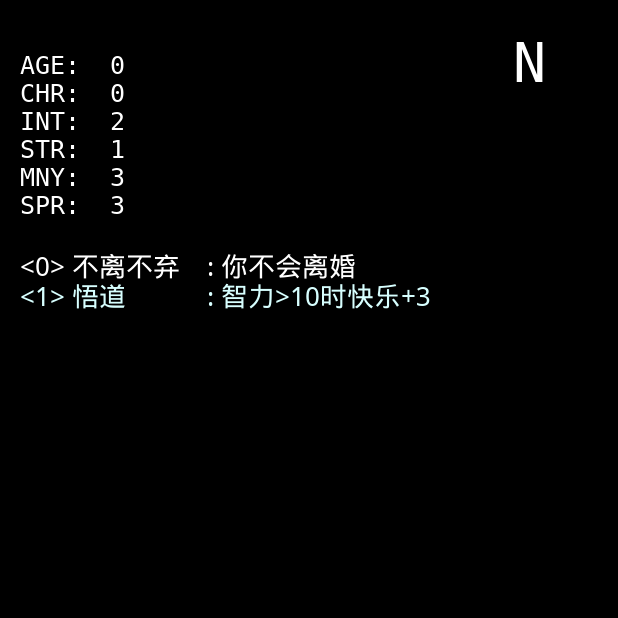 N
AGE: 0
CHR: 0
INT: 2
STR: 1
MNY: 3
SPR: 3
<0> 不离不弃 : 你不会离婚
<1> 悟道 : 智力>10时快乐+3